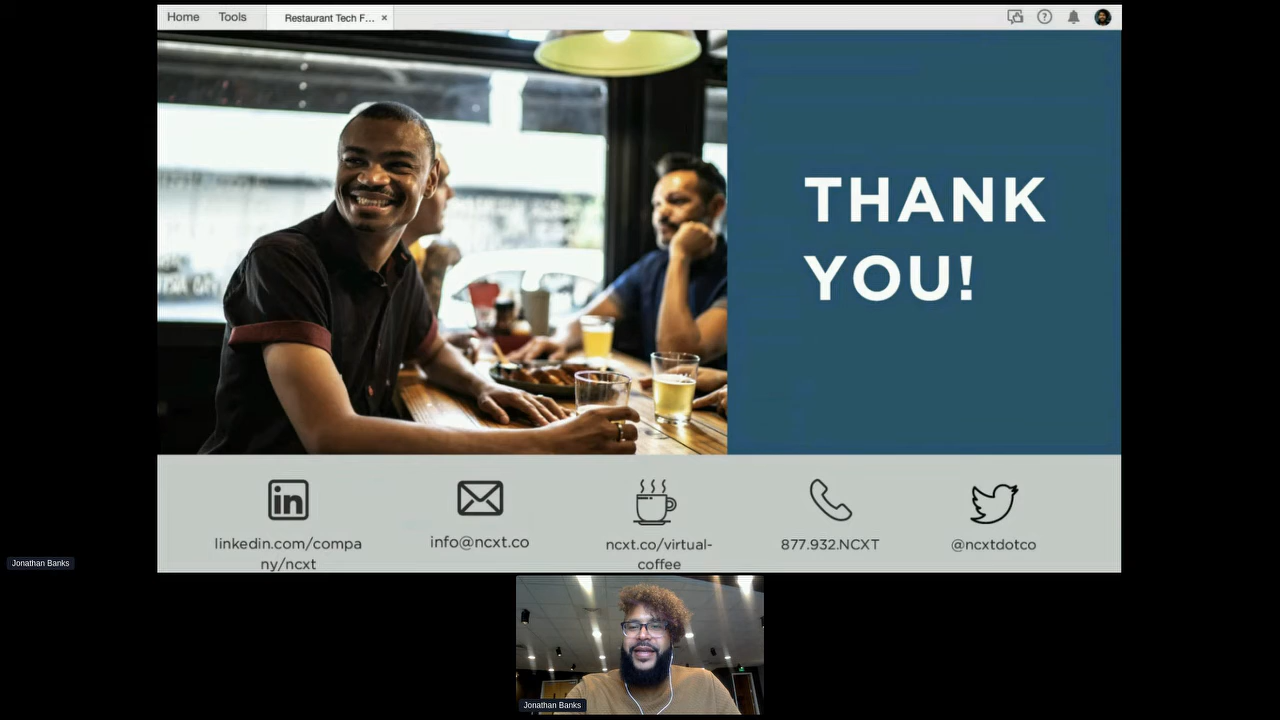 Home Tools Restaurant Tech F... ×
THANK
YOU!
in
linkedin.com/compa
ny/ncxt
info@ncxt.co
ncxt.co/virtual-
coffee
877.932.NCXT
@ncxtdotco
Jonathan Banks
Jonathan Banks